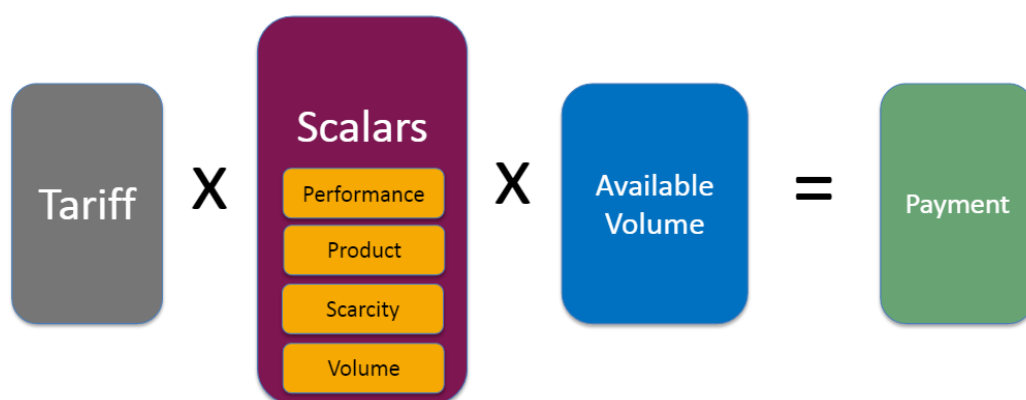 Tariff
X
Scalars
Performance
Product
Scarcity
Volume
X
Available
Volume
=
Payment